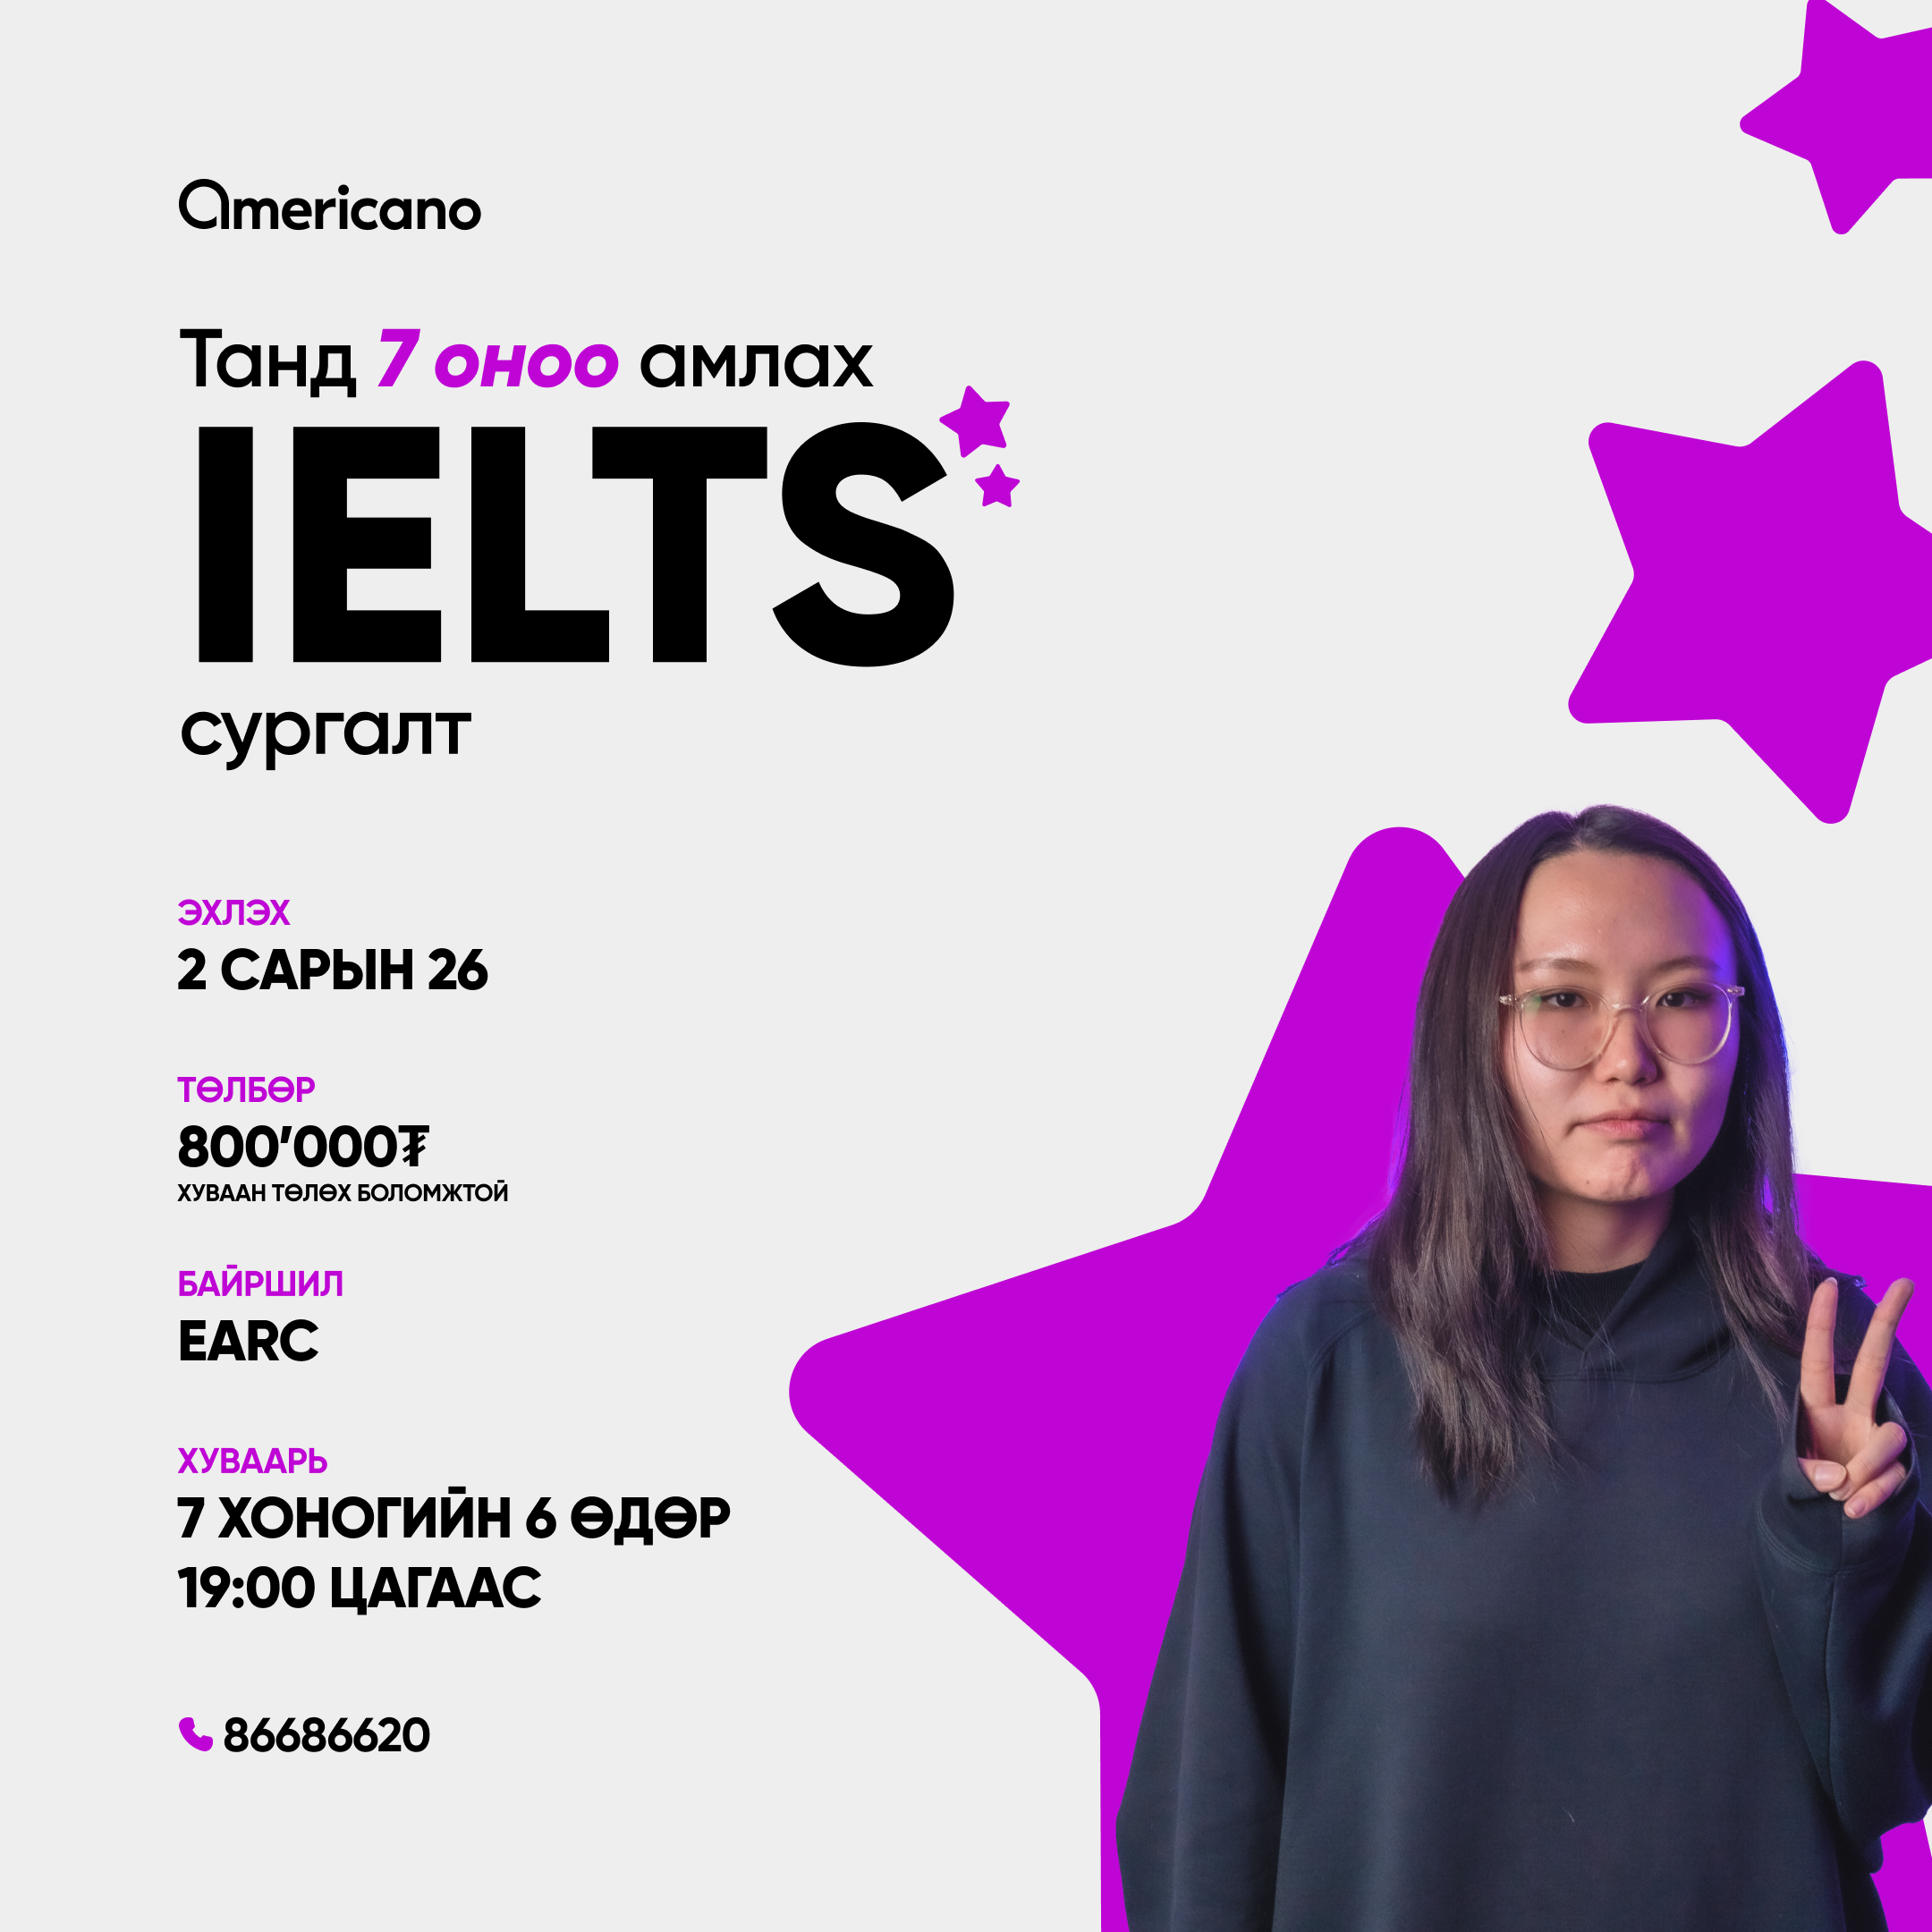 americano
Танд 7 оноо амлах
IELTS
сургалт
ЭХЛЭХ
2 САРЫН 26
ТӨЛБӨР
800’000₮
ХУВААН ТӨЛӨХ БОЛОМЖТОЙ
БАЙРШИЛ
EARC
ХУВААРЬ
7 ХОНОГИЙН 6 ӨДӨР
19:00 ЦАГААС
86686620